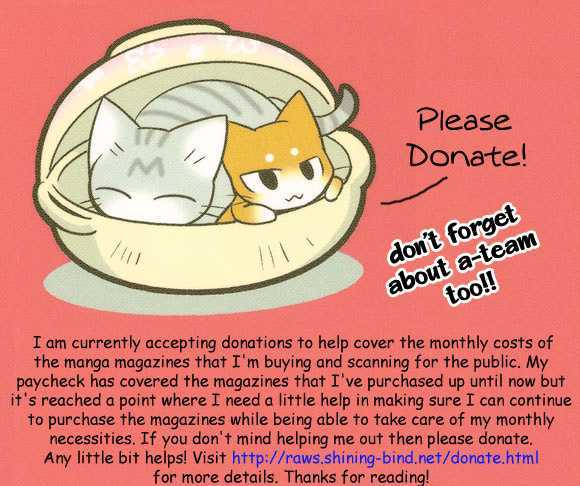 Please
Donate!
don't forget
about a-team
too!!
I am currently accepting donations to help cover the monthly costs of
the manga magazines that I'm buying and scanning for the public. My
paycheck has covered the magazines that I've purchased up until now but
it's reached a point where I need a little help in making sure I can continue
to purchase the magazines while being able to take care of my monthly
necessities. If you don't mind helping me out then please donate.
Any little bit helps! Visit http://raws.shining-bind.net/donate.html
for more details. Thanks for reading!